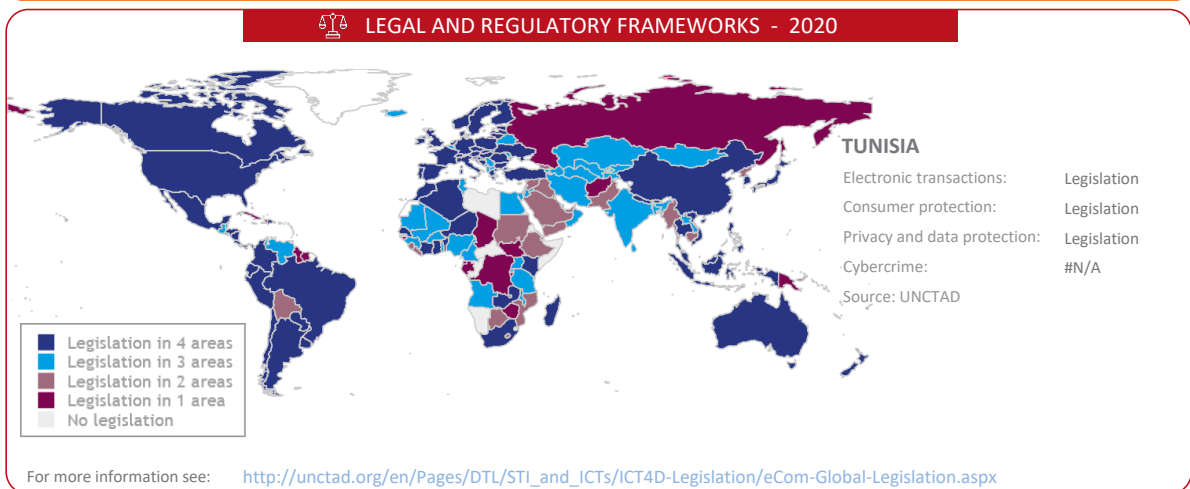 LEGAL AND REGULATORY FRAMEWORKS - 2020
TUNISIA
Electronic transactions: Legislation
Consumer protection: Legislation
Privacy and data protection: Legislation
Cybercrime: #N/A
Source: UNCTAD
Legislation in 4 areas
Legislation in 3 areas
Legislation in 2 areas
Legislation in 1 area
No legislation
For more information see: http://unctad.org/en/Pages/DTL/STI_and_ICTs/ICT4D-Legislation/eCom-Global-Legislation.aspx